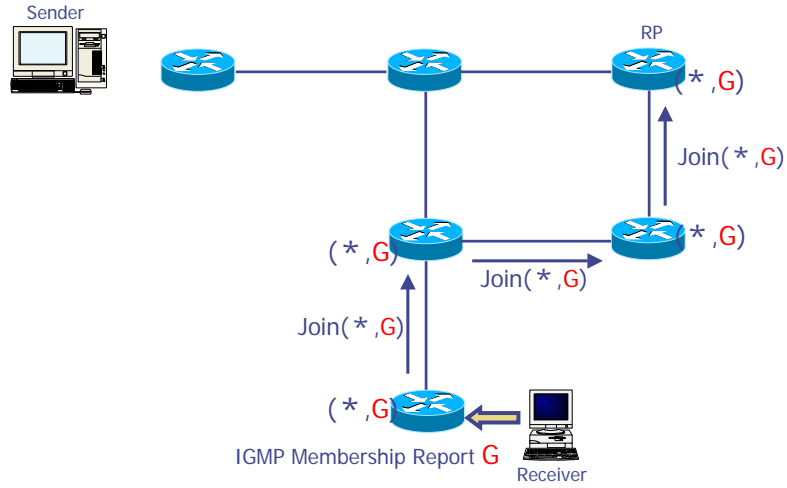 Sender
RP
(*,G)
Join(*,G)
(*,G)
(*,G)
Join(*,G)
Join(*,G)
(*,G)
IGMP Membership Report G
Receiver